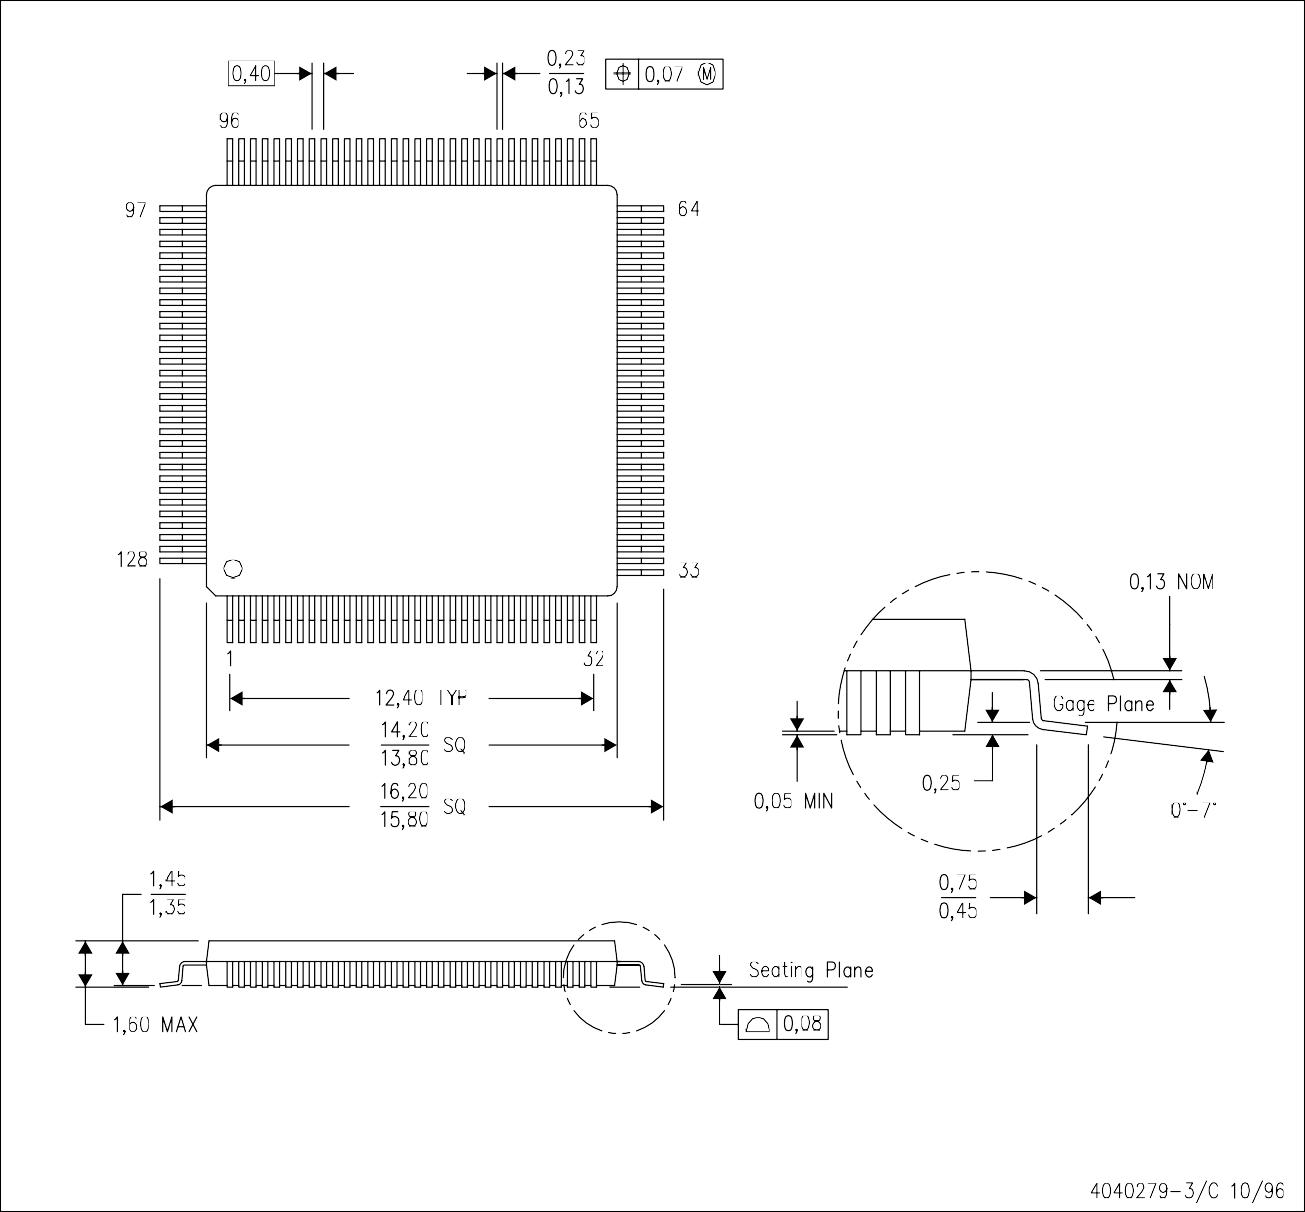 0,40
0,23
0,13
0,07 Ⓜ
96
65
97
64
128
33
1
32
12,40 TYP
14,20
13,80
SQ
16,20
15,80
SQ
0,13 NOM
Gage Plane
0,25
0,05 MIN
0°–7°
0,75
0,45
1,45
1,35
1,60 MAX
Seating Plane
0,08
4040279-3/C 10/96